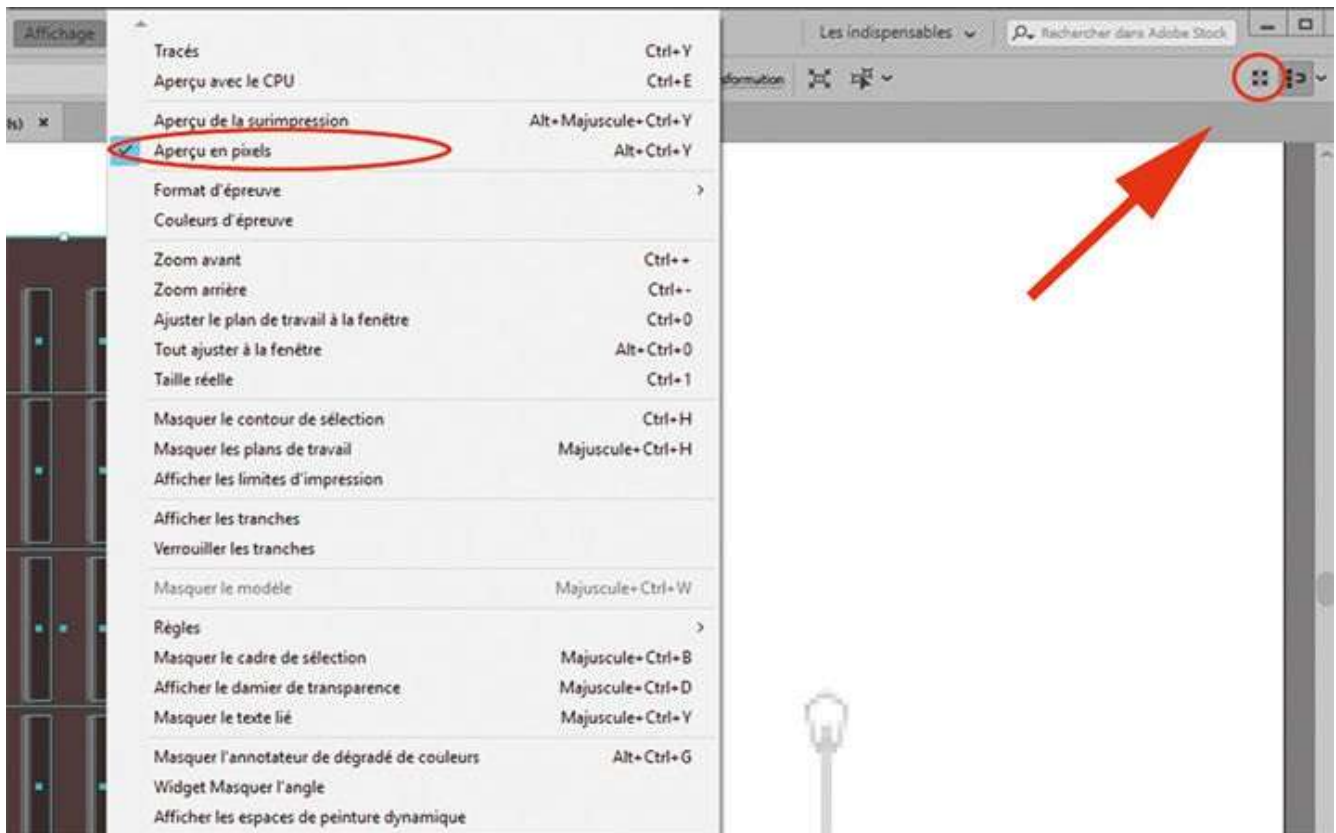 Affichage
Les indispensables
Rechercher dans Adobe Stock
Tracés Ctrl+Y
Aperçu avec le CPU Ctrl+E
Aperçu de la surimpression Alt+Majuscule+Ctrl+Y
Aperçu en pixels Alt+Ctrl+Y
Format d'épreuve
Couleurs d'épreuve
Zoom avant Ctrl++
Zoom arrière Ctrl+-
Ajuster le plan de travail à la fenêtre Ctrl+0
Tout ajuster à la fenêtre Alt+Ctrl+0
Taille réelle Ctrl+1
Masquer le contour de sélection Ctrl+H
Masquer les plans de travail Majuscule+Ctrl+H
Afficher les limites d'impression
Afficher les tranches
Verrouiller les tranches
Masquer le modèle Majuscule+Ctrl+W
Règles
Masquer le cadre de sélection Majuscule+Ctrl+B
Afficher le damier de transparence Majuscule+Ctrl+D
Masquer le texte lié Majuscule+Ctrl+Y
Masquer l'annotateur de dégradé de couleurs Alt+Ctrl+G
Widget Masquer l'angle
Afficher les espaces de peinture dynamique